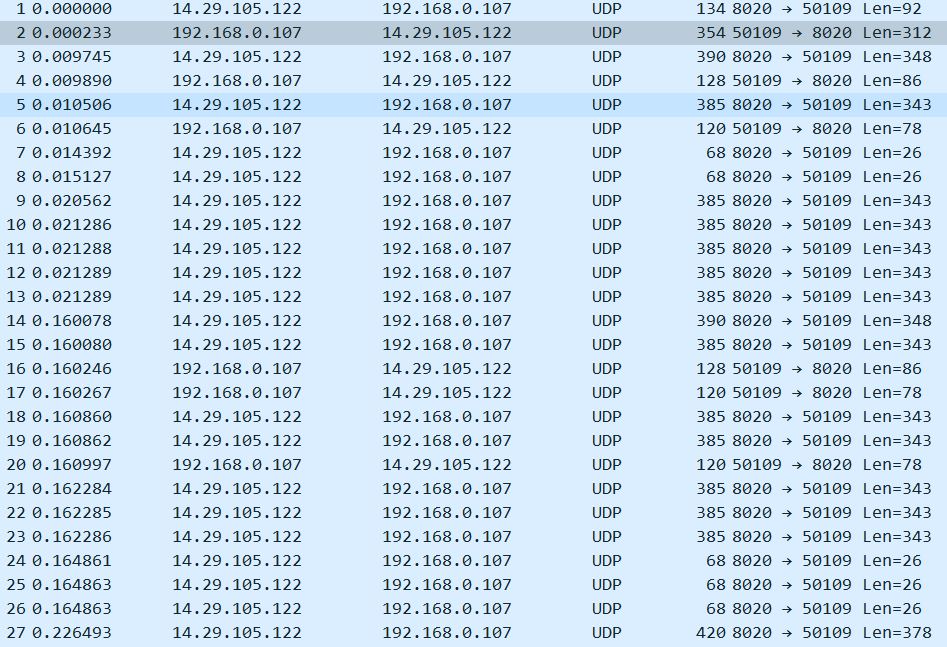 1 0.000000 14.29.105.122 192.168.0.107 UDP 134 8020 → 50109 Len=92
2 0.000233 192.168.0.107 14.29.105.122 UDP 354 50109 → 8020 Len=312
3 0.009745 14.29.105.122 192.168.0.107 UDP 390 8020 → 50109 Len=348
4 0.009890 192.168.0.107 14.29.105.122 UDP 128 50109 → 8020 Len=86
5 0.010506 14.29.105.122 192.168.0.107 UDP 385 8020 → 50109 Len=343
6 0.010645 192.168.0.107 14.29.105.122 UDP 120 50109 → 8020 Len=78
7 0.014392 14.29.105.122 192.168.0.107 UDP 68 8020 → 50109 Len=26
8 0.015127 14.29.105.122 192.168.0.107 UDP 68 8020 → 50109 Len=26
9 0.020562 14.29.105.122 192.168.0.107 UDP 385 8020 → 50109 Len=343
10 0.021286 14.29.105.122 192.168.0.107 UDP 385 8020 → 50109 Len=343
11 0.021288 14.29.105.122 192.168.0.107 UDP 385 8020 → 50109 Len=343
12 0.021289 14.29.105.122 192.168.0.107 UDP 385 8020 → 50109 Len=343
13 0.021289 14.29.105.122 192.168.0.107 UDP 385 8020 → 50109 Len=343
14 0.160078 14.29.105.122 192.168.0.107 UDP 390 8020 → 50109 Len=348
15 0.160080 14.29.105.122 192.168.0.107 UDP 385 8020 → 50109 Len=343
16 0.160246 192.168.0.107 14.29.105.122 UDP 128 50109 → 8020 Len=86
17 0.160267 192.168.0.107 14.29.105.122 UDP 120 50109 → 8020 Len=78
18 0.160860 14.29.105.122 192.168.0.107 UDP 385 8020 → 50109 Len=343
19 0.160862 14.29.105.122 192.168.0.107 UDP 385 8020 → 50109 Len=343
20 0.160997 192.168.0.107 14.29.105.122 UDP 120 50109 → 8020 Len=78
21 0.162284 14.29.105.122 192.168.0.107 UDP 385 8020 → 50109 Len=343
22 0.162285 14.29.105.122 192.168.0.107 UDP 385 8020 → 50109 Len=343
23 0.162286 14.29.105.122 192.168.0.107 UDP 385 8020 → 50109 Len=343
24 0.164861 14.29.105.122 192.168.0.107 UDP 68 8020 → 50109 Len=26
25 0.164863 14.29.105.122 192.168.0.107 UDP 68 8020 → 50109 Len=26
26 0.164863 14.29.105.122 192.168.0.107 UDP 68 8020 → 50109 Len=26
27 0.226493 14.29.105.122 192.168.0.107 UDP 420 8020 → 50109 Len=378